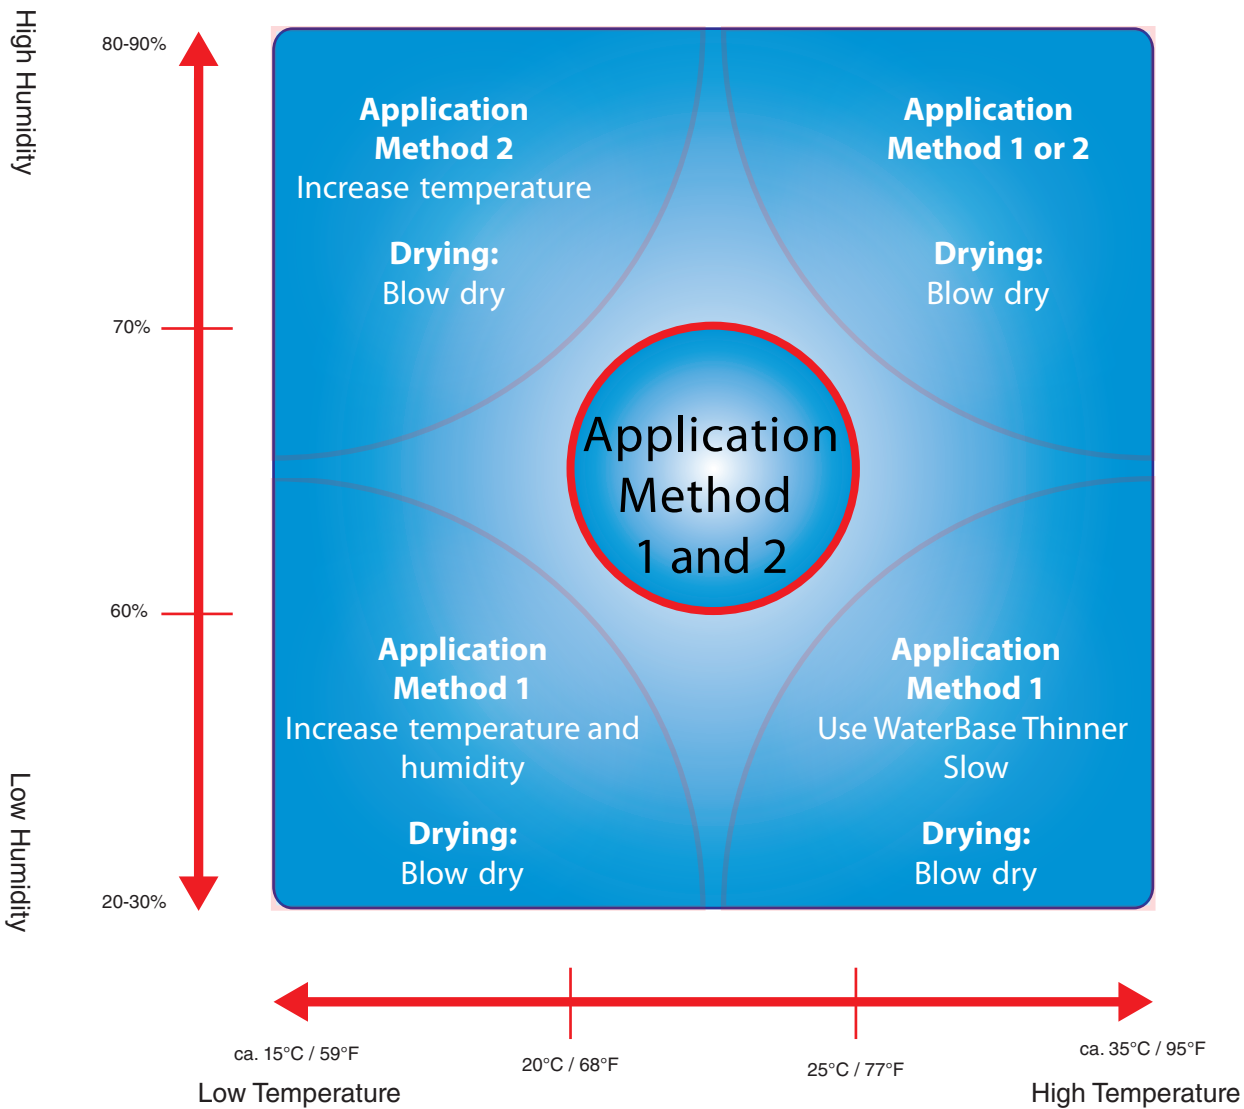 High Humidity
80-90%
70%
60%
20-30%
Low Humidity
Application
Method 2
Increase temperature
Drying:
Blow dry
Application
Method 1 or 2
Drying:
Blow dry
Application
Method
1 and 2
Application
Method 1
Increase temperature and
humidity
Drying:
Blow dry
Application
Method 1
Use WaterBase Thinner
Slow
Drying:
Blow dry
ca. 15°C / 59°F
20°C / 68°F
25°C / 77°F
ca. 35°C / 95°F
Low Temperature
High Temperature